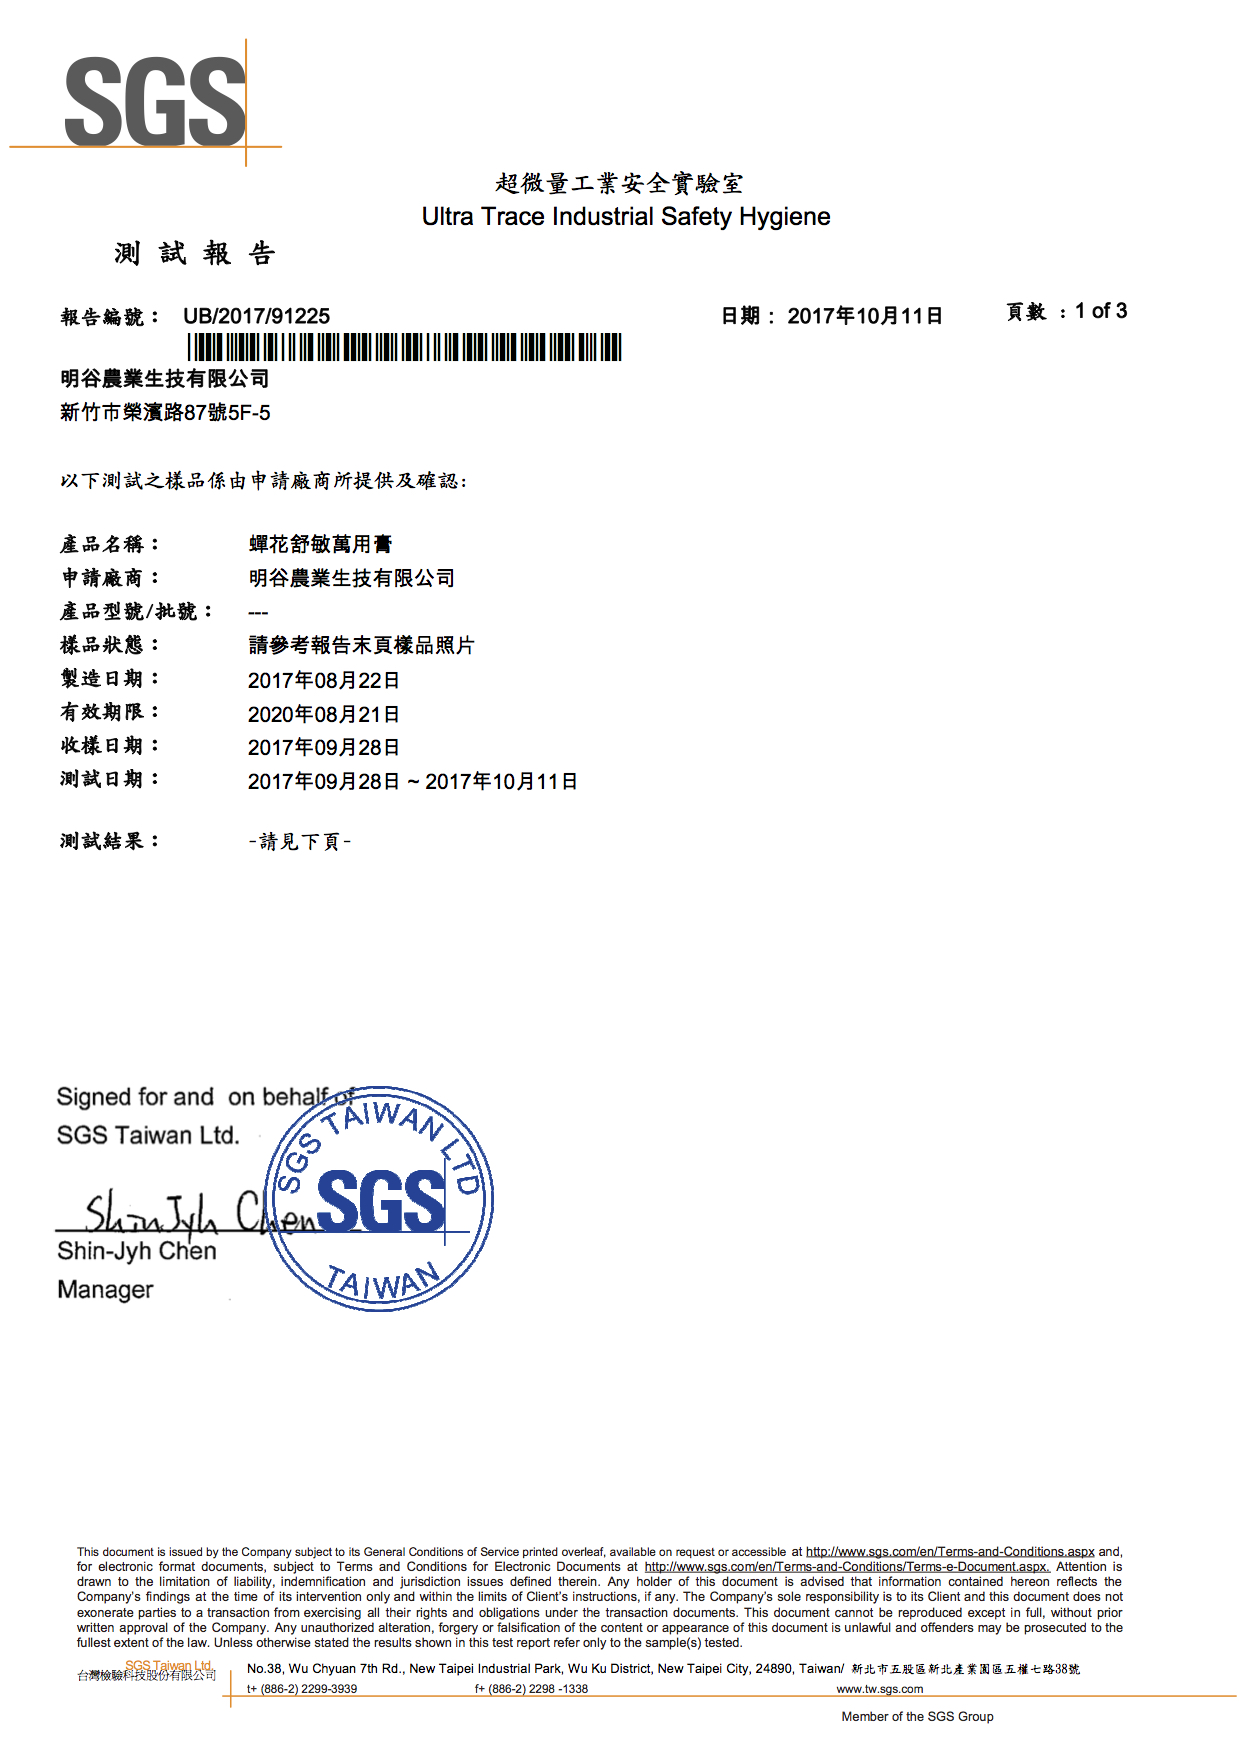 SGS
超微量工業安全實驗室
Ultra Trace Industrial Safety Hygiene
測 試 報 告
報告編號： UB/2017/91225 日期： 2017年10月11日 頁數 ：1 of 3
明谷農業生技有限公司
新竹市榮濱路87號5F-5
以下測試之樣品係由申請廠商所提供及確認:
產品名稱： 蟬花舒敏萬用膏
申請廠商： 明谷農業生技有限公司
產品型號/批號： ---
樣品狀態： 請參考報告末頁樣品照片
製造日期： 2017年08月22日
有效期限： 2020年08月21日
收樣日期： 2017年09月28日
測試日期： 2017年09月28日 ~ 2017年10月11日
測試結果： -請見下頁-
Signed for and on behalf of
SGS Taiwan Ltd.
Shin Jyh Chen
Shin-Jyh Chen
Manager
SGS TAIWAN LTD
SGS
TAIWAN
This document is issued by the Company subject to its General Conditions of Service printed overleaf, available on request or accessible at http://www.sgs.com/en/Terms-and-Conditions.aspx and,
for electronic format documents, subject to Terms and Conditions for Electronic Documents at http://www.sgs.com/en/Terms-and-Conditions/Terms-e-Document.aspx. Attention is
drawn to the limitation of liability, indemnification and jurisdiction issues defined therein. Any holder of this document is advised that information contained hereon reflects the
Company's findings at the time of its intervention only and within the limits of Client's instructions, if any. The Company's sole responsibility is to its Client and this document does not
exonerate parties to a transaction from exercising all their rights and obligations under the transaction documents. This document cannot be reproduced except in full, without prior
written approval of the Company. Any unauthorized alteration, forgery or falsification of the content or appearance of this document is unlawful and offenders may be prosecuted to the
fullest extent of the law. Unless otherwise stated the results shown in this test report refer only to the sample(s) tested.
SGS Taiwan Ltd.
台灣檢驗科技股份有限公司
No.38, Wu Chyuan 7th Rd., New Taipei Industrial Park, Wu Ku District, New Taipei City, 24890, Taiwan/ 新北市五股區新北產業園區五權七路38號
t+ (886-2) 2299-3939 f+ (886-2) 2298 -1338 www.tw.sgs.com
Member of the SGS Group